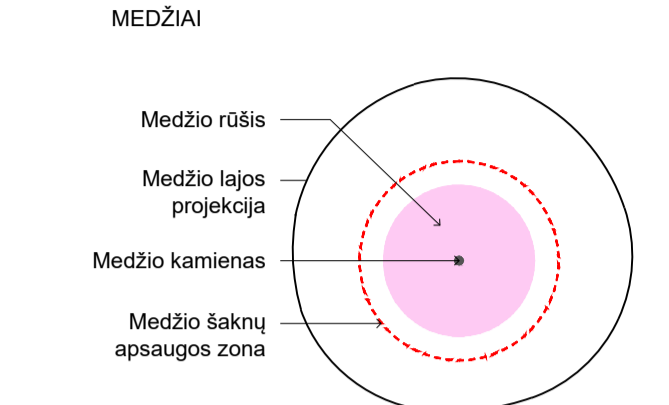 MEDŽIAI
Medžio rūšis
Medžio lajos
projekcija
Medžio kamienas
Medžio šaknų
apsaugos zona